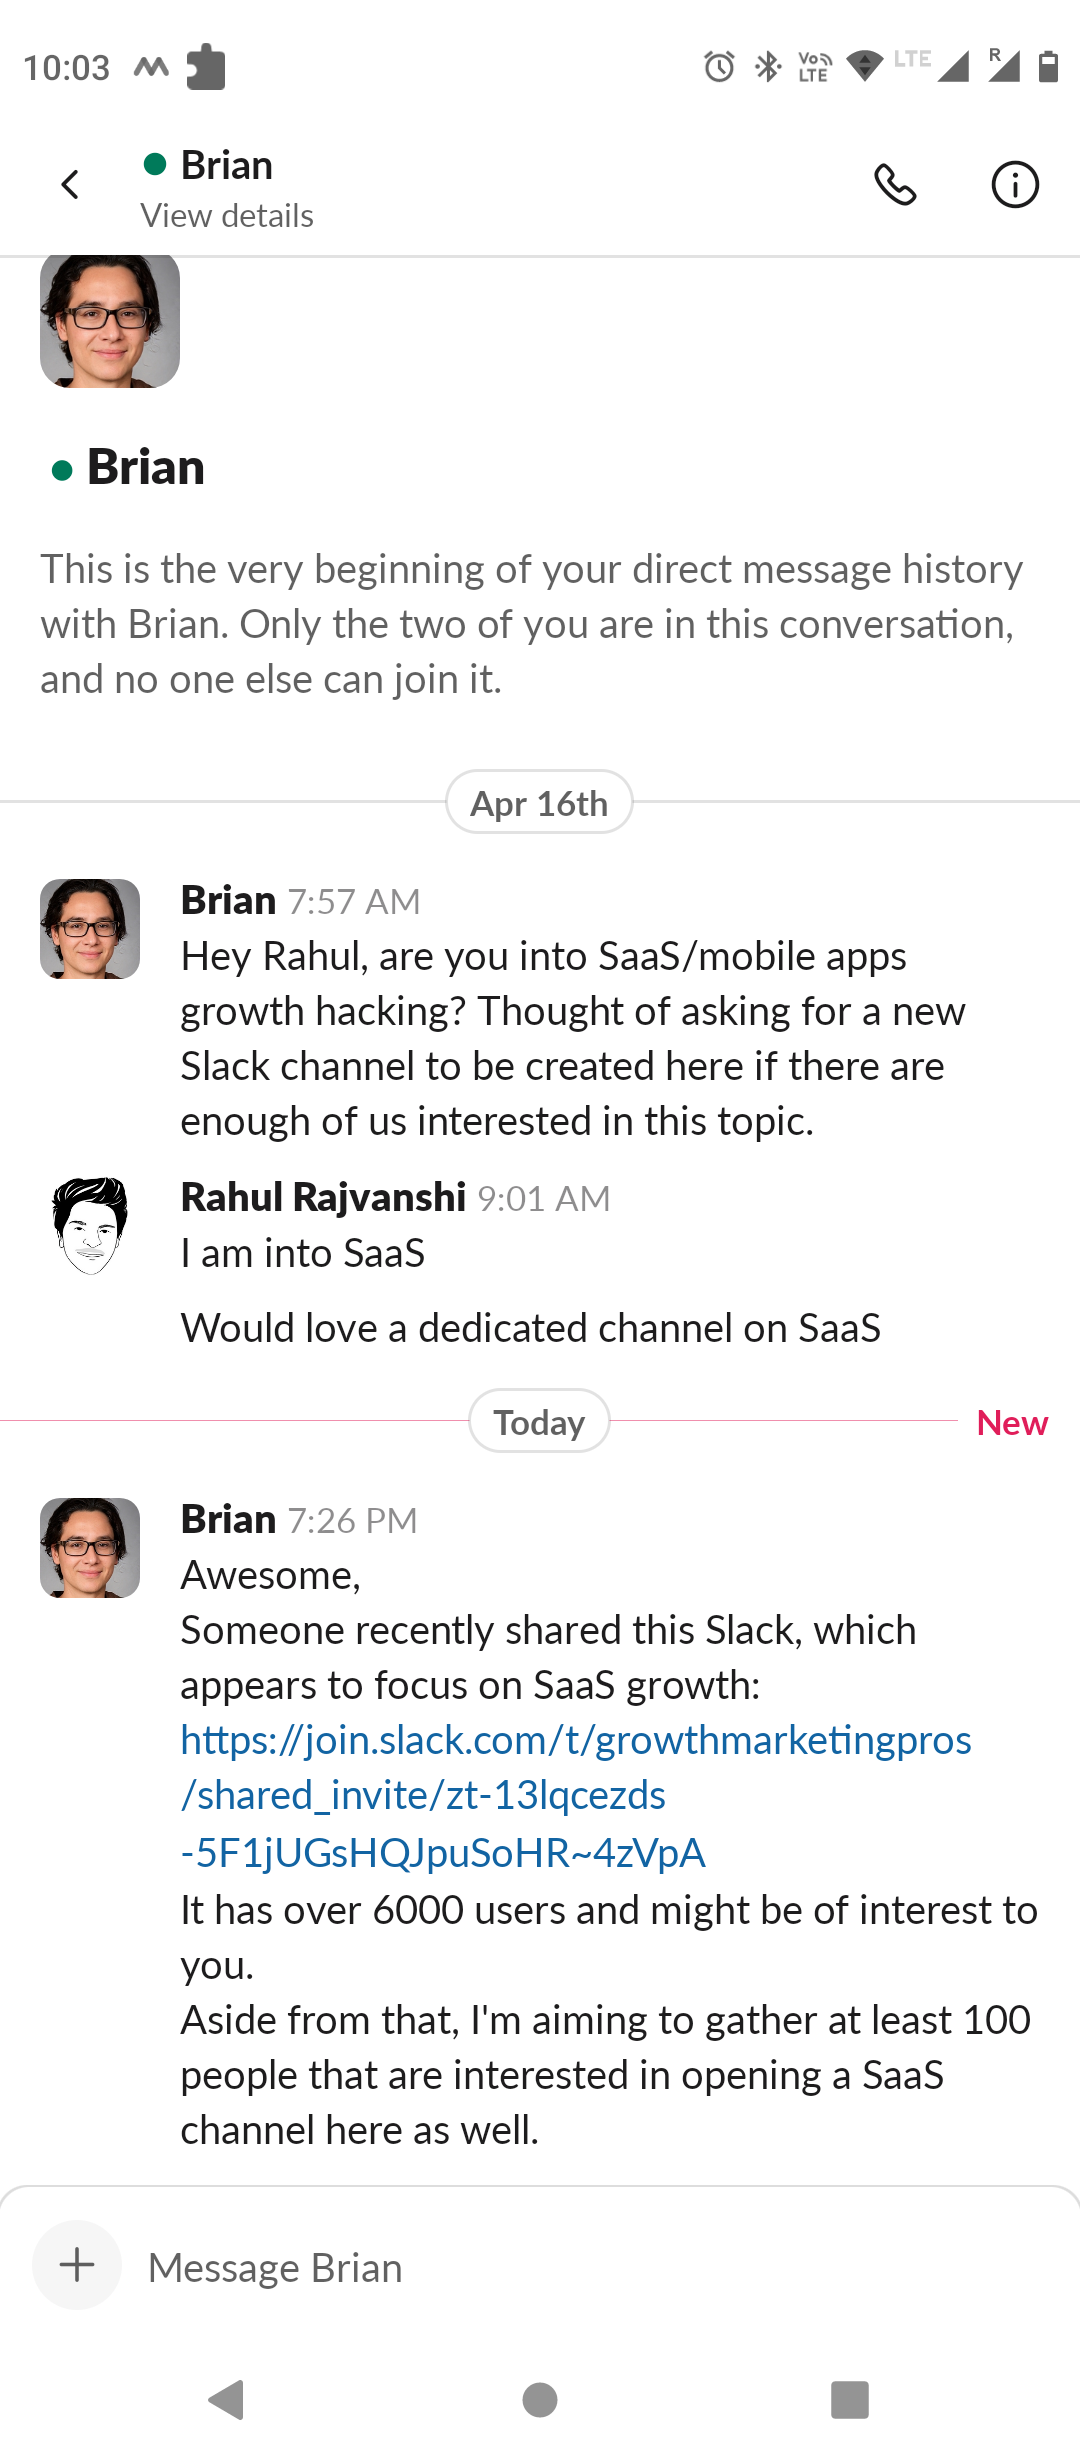 10:03
Vo
LTE
LTE
R
Brian
View details
Brian
This is the very beginning of your direct message history
with Brian. Only the two of you are in this conversation,
and no one else can join it.
Apr 16th
Brian 7:57 AM
Hey Rahul, are you into SaaS/mobile apps
growth hacking? Thought of asking for a new
Slack channel to be created here if there are
enough of us interested in this topic.
Rahul Rajvanshi 9:01 AM
I am into SaaS
Would love a dedicated channel on SaaS
Today
New
Brian 7:26 PM
Awesome,
Someone recently shared this Slack, which
appears to focus on SaaS growth:
https://join.slack.com/t/growthmarketingpros
/shared_invite/zt-13lqcezds
-5F1jUGsHQJpuSoHR~4zVpA
It has over 6000 users and might be of interest to
you.
Aside from that, I'm aiming to gather at least 100
people that are interested in opening a SaaS
channel here as well.
Message Brian